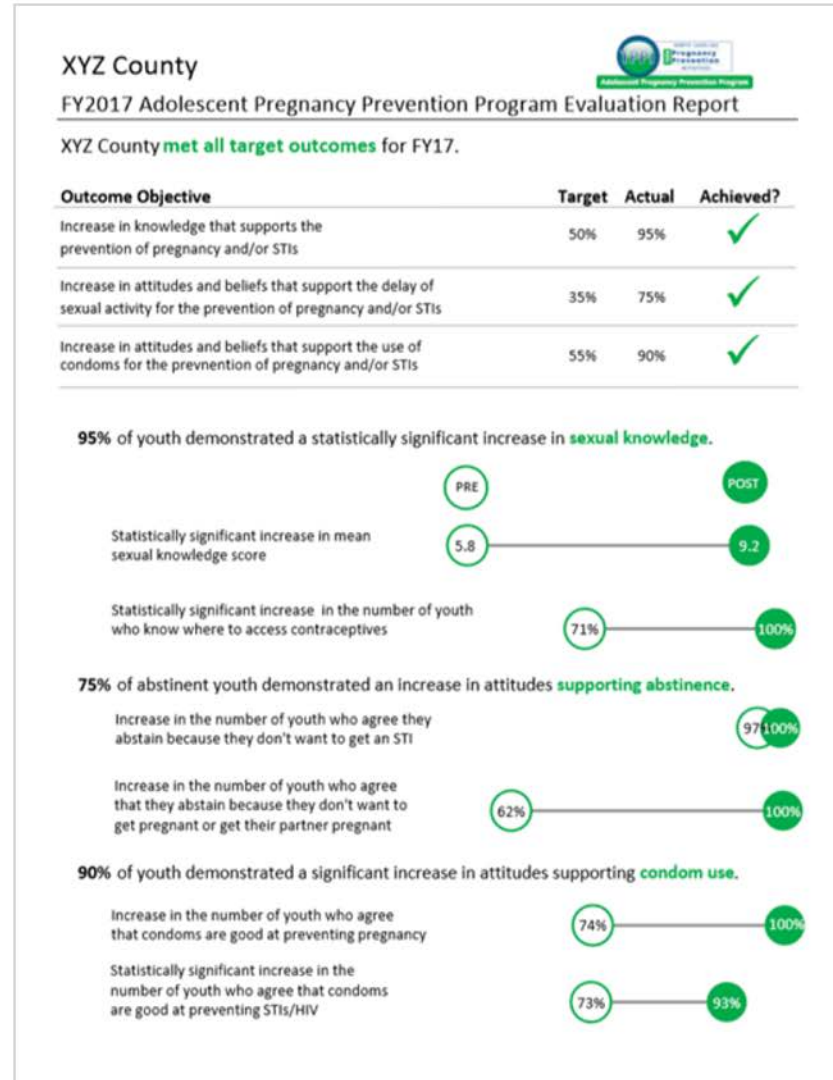 XYZ County
Pregnancy
Prevention
Adolescent Pregnancy Prevention Program
FY2017 Adolescent Pregnancy Prevention Program Evaluation Report
XYZ County met all target outcomes for FY17.
Outcome Objective Target Actual Achieved?
Increase in knowledge that supports the
prevention of pregnancy and/or STIs
50% 95%
Increase in attitudes and beliefs that support the delay of
sexual activity for the prevention of pregnancy and/or STIs
35% 75%
Increase in attitudes and beliefs that support the use of
condoms for the prevnention of pregnancy and/or STIs
55% 90%
95% of youth demonstrated a statistically significant increase in sexual knowledge.
PRE POST
Statistically significant increase in mean
sexual knowledge score
5.8 9.2
Statistically significant increase in the number of youth
who know where to access contraceptives
71% 100%
75% of abstinent youth demonstrated an increase in attitudes supporting abstinence.
Increase in the number of youth who agree they
abstain because they don't want to get an STI
97 100%
Increase in the number of youth who agree
that they abstain because they don't want to
get pregnant or get their partner pregnant
62% 100%
90% of youth demonstrated a significant increase in attitudes supporting condom use.
Increase in the number of youth who agree
that condoms are good at preventing pregnancy
74% 100%
Statistically significant increase in the
number of youth who agree that condoms
are good at preventing STIs/HIV
73% 93%